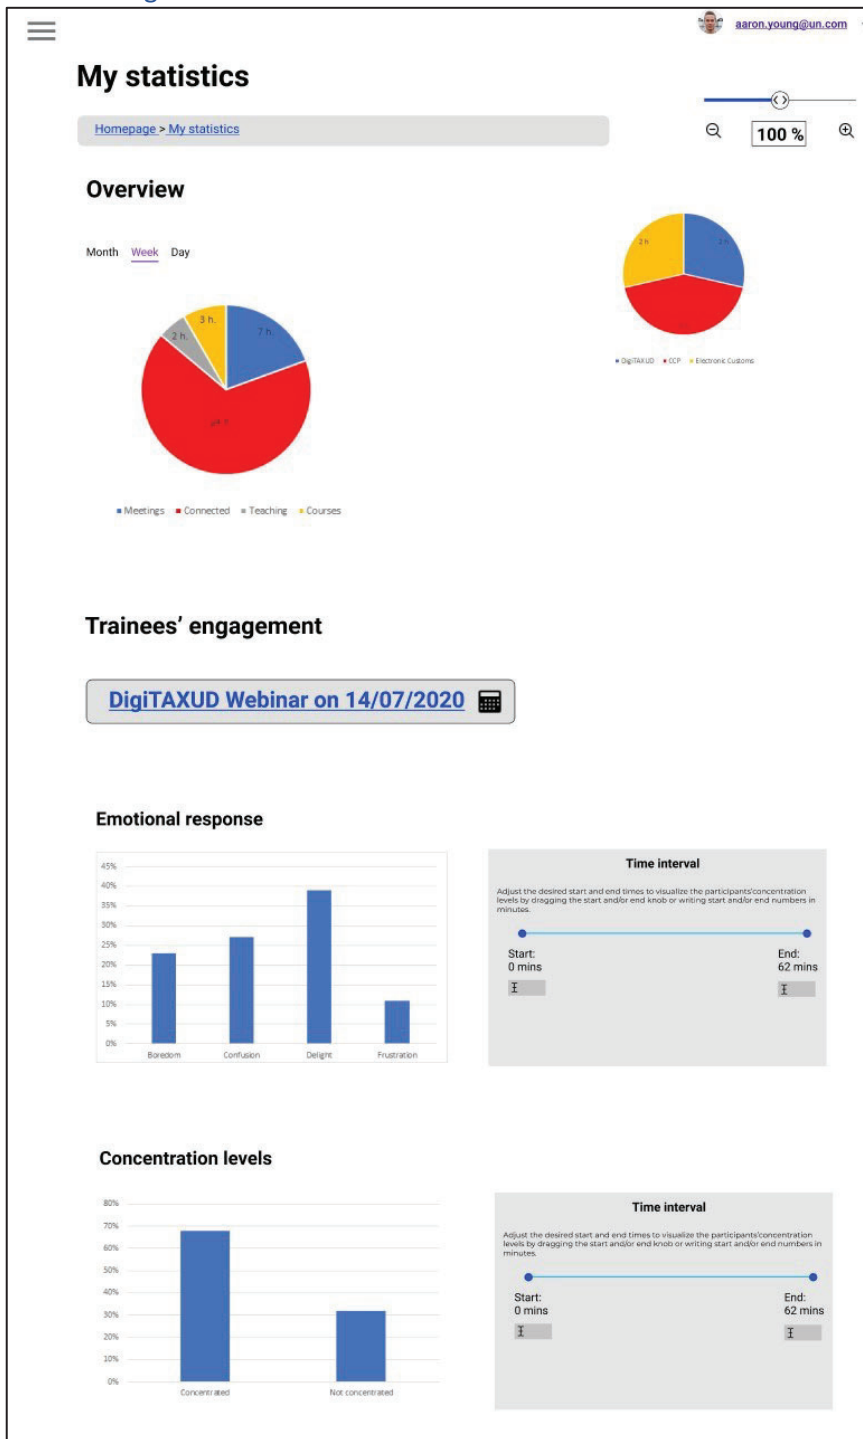 aaron.young@un.com
My statistics
Homepage > My statistics
100 %
Overview
Month Week Day
2 h
3 h.
7 h.
2 h.
DigiTAXUD CCP Electronic Customs
Meetings Connected Teaching Courses
Trainees’ engagement
DigiTAXUD Webinar on 14/07/2020
Emotional response
45%
40%
35%
30%
25%
20%
15%
10%
5%
0%
Boredom Confusion Delight Frustration
Time interval
Adjust the desired start and end times to visualize the participants'concentration
levels by dragging the start and/or end knob or writing start and/or end numbers in
minutes.
Start: End:
0 mins 62 mins
Concentration levels
80%
70%
60%
50%
40%
30%
20%
10%
0%
Concentrated Not concentrated
Time interval
Adjust the desired start and end times to visualize the participants'concentration
levels by dragging the start and/or end knob or writing start and/or end numbers in
minutes.
Start: End:
0 mins 62 mins